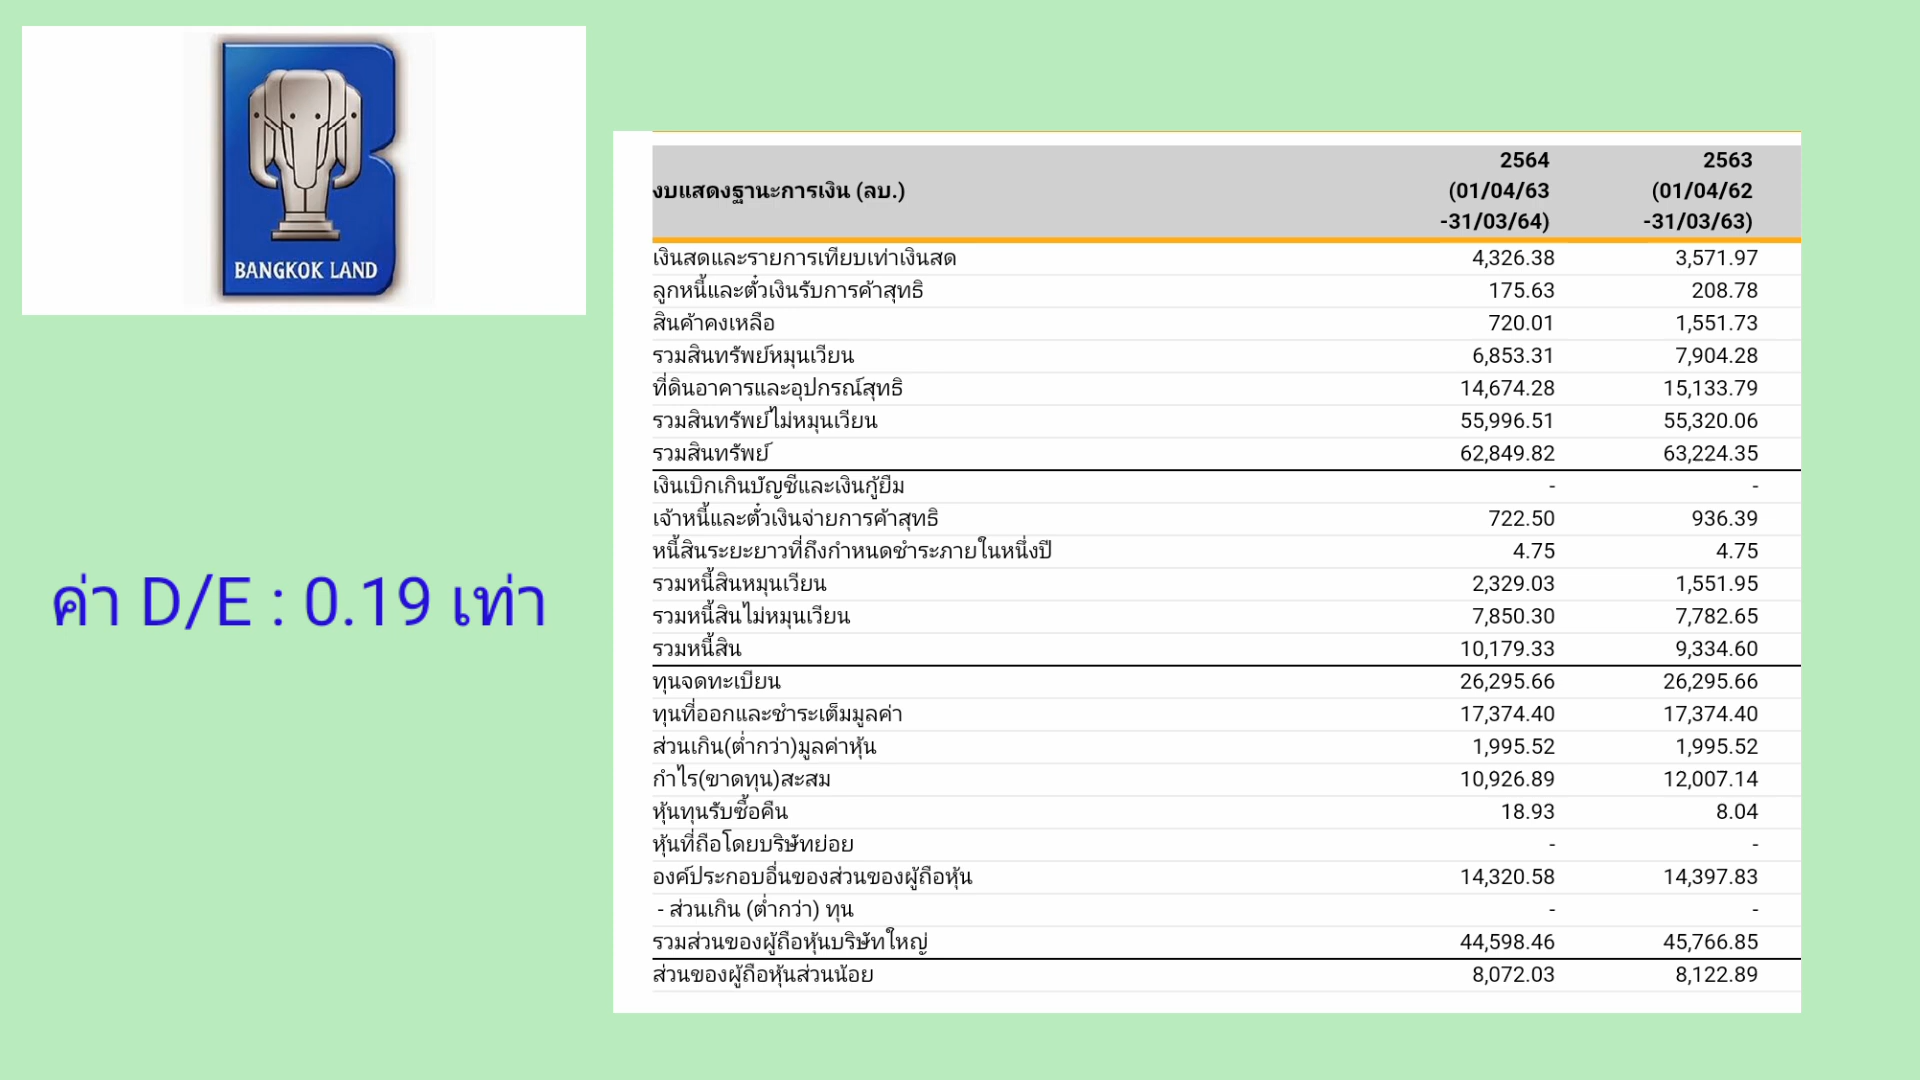 BANGKOK LAND
ค่า D/E : 0.19 เท่า
งบแสดงฐานะการเงิน (ลบ.) 2564 (01/04/63 -31/03/64) 2563 (01/04/62 -31/03/63)
เงินสดและรายการเทียบเท่าเงินสด 4,326.38 3,571.97
ลูกหนี้และตั๋วเงินรับการค้าสุทธิ 175.63 208.78
สินค้าคงเหลือ 720.01 1,551.73
รวมสินทรัพย์หมุนเวียน 6,853.31 7,904.28
ที่ดินอาคารและอุปกรณ์สุทธิ 14,674.28 15,133.79
รวมสินทรัพย์ไม่หมุนเวียน 55,996.51 55,320.06
รวมสินทรัพย์ 62,849.82 63,224.35
เงินเบิกเกินบัญชีและเงินกู้ยืม - -
เจ้าหนี้และตั๋วเงินจ่ายการค้าสุทธิ 722.50 936.39
หนี้สินระยะยาวที่ถึงกำหนดชำระภายในหนึ่งปี 4.75 4.75
รวมหนี้สินหมุนเวียน 2,329.03 1,551.95
รวมหนี้สินไม่หมุนเวียน 7,850.30 7,782.65
รวมหนี้สิน 10,179.33 9,334.60
ทุนจดทะเบียน 26,295.66 26,295.66
ทุนที่ออกและชำระเต็มมูลค่า 17,374.40 17,374.40
ส่วนเกิน(ต่ำกว่า)มูลค่าหุ้น 1,995.52 1,995.52
กำไร(ขาดทุน)สะสม 10,926.89 12,007.14
หุ้นทุนรับซื้อคืน 18.93 8.04
หุ้นที่ถือโดยบริษัทย่อย - -
องค์ประกอบอื่นของส่วนของผู้ถือหุ้น 14,320.58 14,397.83
- ส่วนเกิน (ต่ำกว่า) ทุน - -
รวมส่วนของผู้ถือหุ้นบริษัทใหญ่ 44,598.46 45,766.85
ส่วนของผู้ถือหุ้นส่วนน้อย 8,072.03 8,122.89